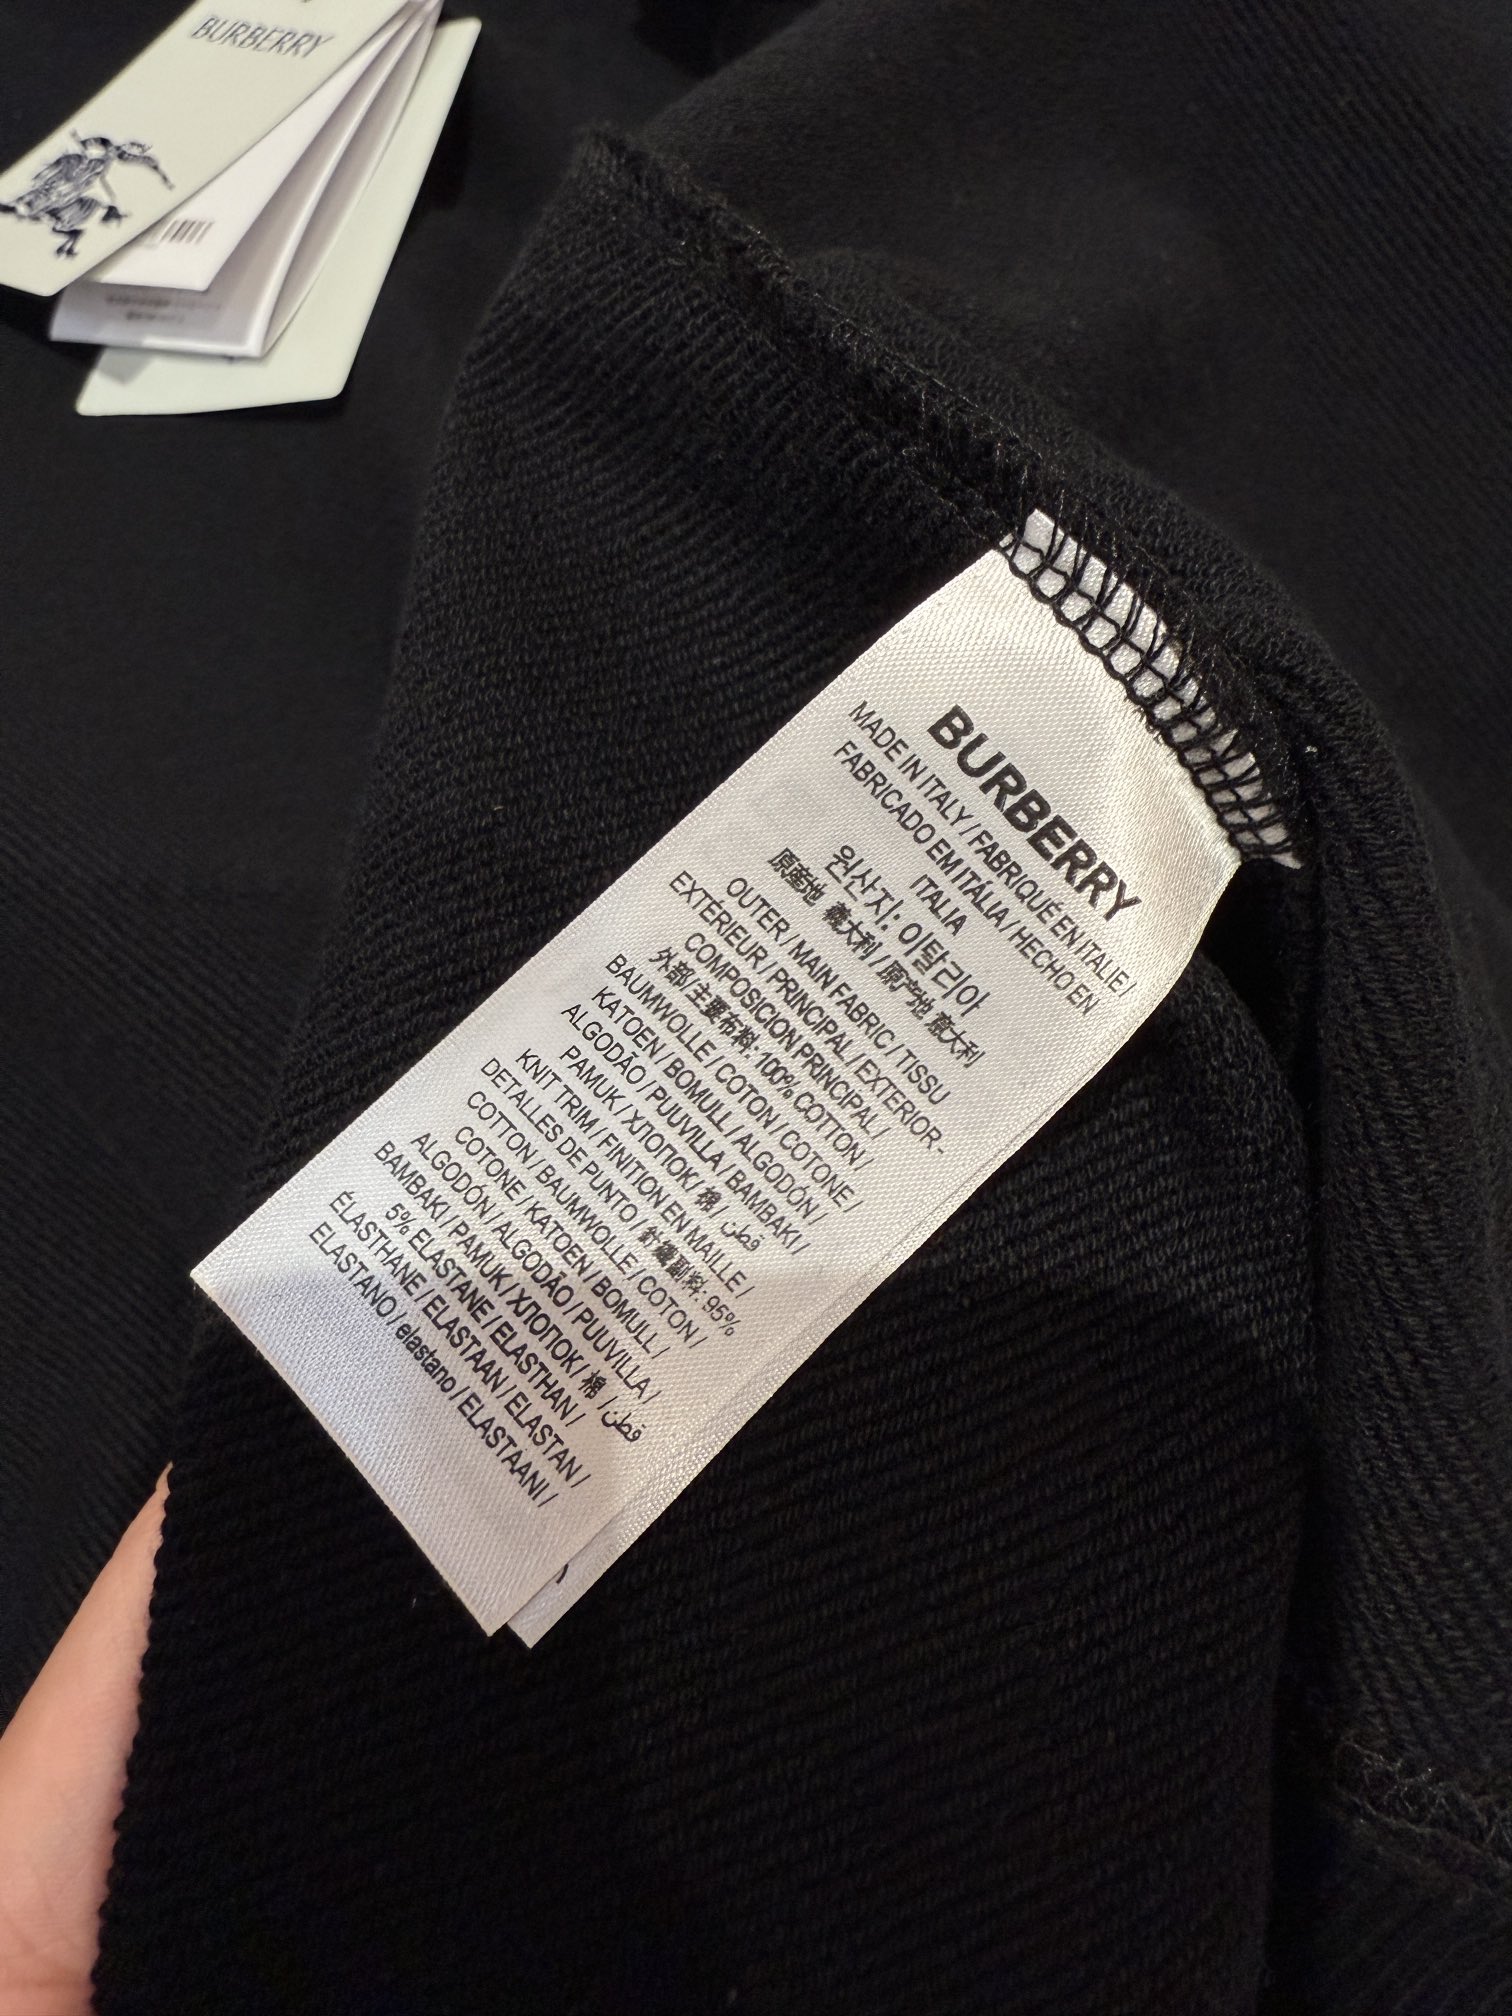 BURBERRY
BURBERRY
MADE IN ITALY / FABRIQUÉ EN ITALIE /
FABRICADO EM ITÁLIA / HECHO EN
ITALIA
원산지: 이탈리아
原產地 義大利 / 原产地 意大利
OUTER / MAIN FABRIC / TISSU
EXTÉRIEUR / PRINCIPAL / EXTERIOR-
COMPOSICION PRINCIPAL /
外部/主要布料: 100% COTTON /
BAUMWOLLE / COTON / COTONE /
KATOEN / BOMULL / ALGODÓN /
ALGODÃO / PUUVILLA / BAMBAKI /
PAMUK / ХЛОПОК / 棉 / قطن
KNIT TRIM / FINITION EN MAILLE /
DETALLES DE PUNTO / 針織副料: 95%
COTTON / BAUMWOLLE / COTON /
COTONE / KATOEN / BOMULL /
ALGODÓN / ALGODÃO / PUUVILLA /
BAMBAKI / PAMUK / ХЛОПОК / 棉 / قطن
5% ELASTANE / ELASTHAN /
ÉLASTHANE / ELASTAAN / ELASTAN /
ELASTANO / elastano / ELASTAANI /